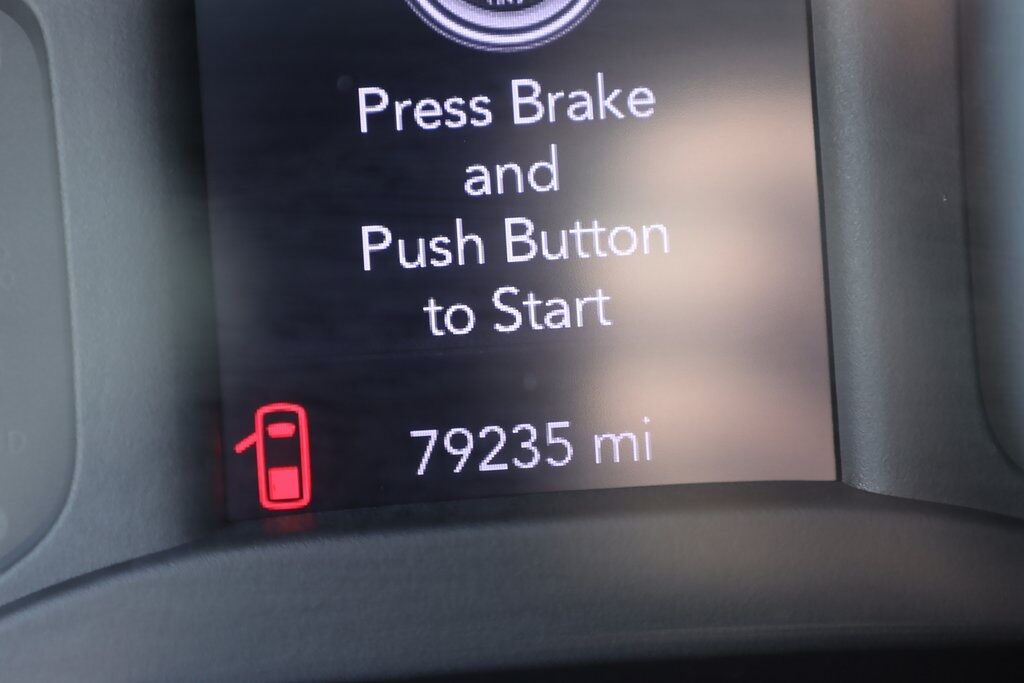 Press Brake
and
Push Button
to Start
79235 mi